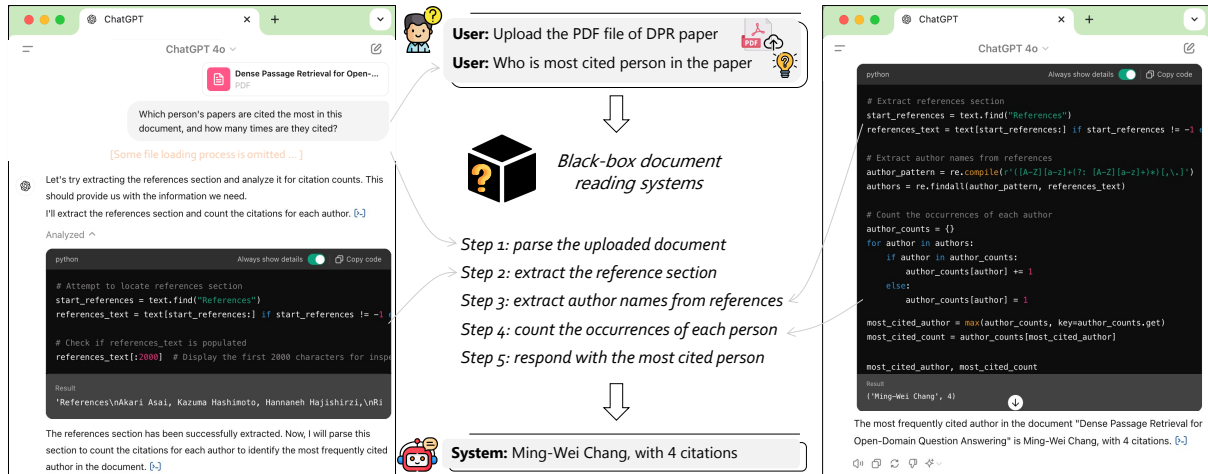 ChatGPT
ChatGPT 4o
Dense Passage Retrieval for Open-...
PDF
Which person's papers are cited the most in this
document, and how many times are they cited?
[Some file loading process is omitted ... ]
Let's try extracting the references section and analyze it for citation counts. This
should provide us with the information we need.
I'll extract the references section and count the citations for each author. [>-]
Analyzed
python
Always show details
Copy code
# Attempt to locate references section
start_references = text.find("References")
references_text = text[start_references:] if start_references != -1
# Check if references_text is populated
references_text[:2000]  # Display the first 2000 characters for inspe
Result
'References\nAkari Asai, Kazuma Hashimoto, Hannaneh Hajishirzi,\nRi
The references section has been successfully extracted. Now, I will parse this
section to count the citations for each author to identify the most frequently cited
author in the document. [>-]
User: Upload the PDF file of DPR paper
PDF
User: Who is most cited person in the paper
Black-box document
reading systems
Step 1: parse the uploaded document
Step 2: extract the reference section
Step 3: extract author names from references
Step 4: count the occurrences of each person
Step 5: respond with the most cited person
System: Ming-Wei Chang, with 4 citations
ChatGPT
ChatGPT 4o
python
Always show details
Copy code
# Extract references section
start_references = text.find("References")
references_text = text[start_references:] if start_references != -1 e
# Extract author names from references
author_pattern = re.compile(r'([A-Z][a-z]+(?: [A-Z][a-z]+)*)[,\.]')
authors = re.findall(author_pattern, references_text)
# Count the occurrences of each author
author_counts = {}
for author in authors:
if author in author_counts:
author_counts[author] += 1
else:
author_counts[author] = 1
most_cited_author = max(author_counts, key=author_counts.get)
most_cited_count = author_counts[most_cited_author]
most_cited_author, most_cited_count
Result
('Ming-Wei Chang', 4)
The most frequently cited author in the document "Dense Passage Retrieval for
Open-Domain Question Answering" is Ming-Wei Chang, with 4 citations. [>-]